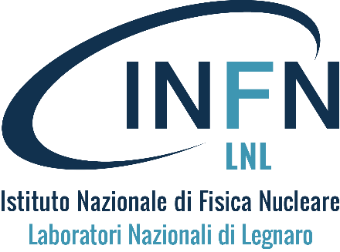 INFN
LNL
Istituto Nazionale di Fisica Nucleare
Laboratori Nazionali di Legnaro